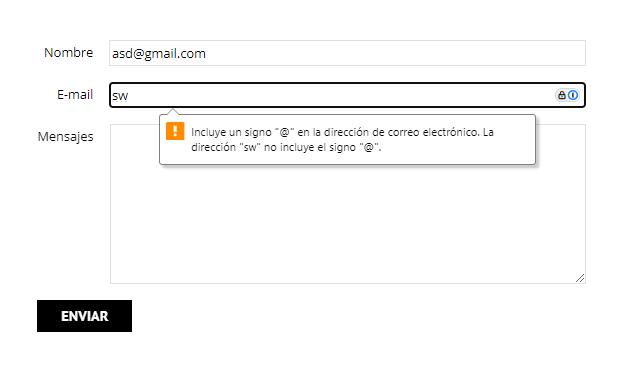 Nombre asd@gmail.com
E-mail sw
Incluye un signo "@" en la dirección de correo electrónico. La
dirección "sw" no incluye el signo "@".
Mensajes
ENVIAR